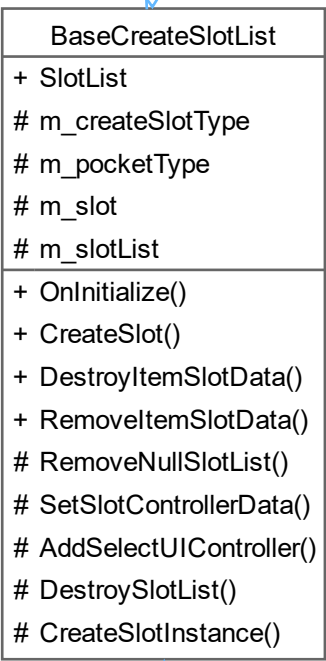 BaseCreateSlotList
+ SlotList
# m_createSlotType
# m_pocketType
# m_slot
# m_slotList
+ OnInitialize()
+ CreateSlot()
+ DestroyItemSlotData()
+ RemoveItemSlotData()
# RemoveNullSlotList()
# SetSlotControllerData()
# AddSelectUIController()
# DestroySlotList()
# CreateSlotInstance()